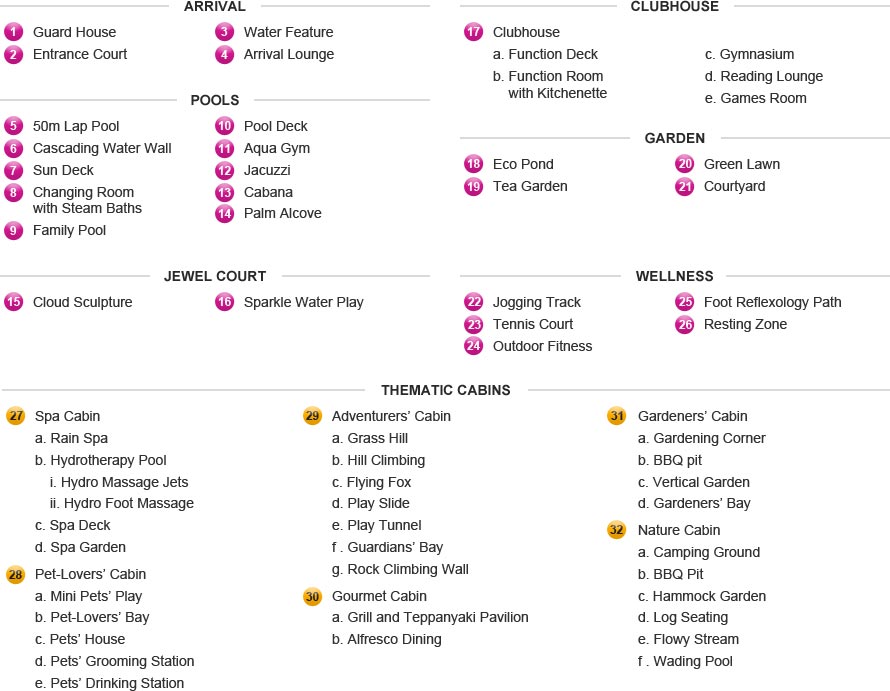 ARRIVAL
1 Guard House
2 Entrance Court
3 Water Feature
4 Arrival Lounge
POOLS
5 50m Lap Pool
6 Cascading Water Wall
7 Sun Deck
8 Changing Room
with Steam Baths
9 Family Pool
10 Pool Deck
11 Aqua Gym
12 Jacuzzi
13 Cabana
14 Palm Alcove
JEWEL COURT
15 Cloud Sculpture
16 Sparkle Water Play
CLUBHOUSE
17 Clubhouse
a. Function Deck
b. Function Room
with Kitchenette
c. Gymnasium
d. Reading Lounge
e. Games Room
GARDEN
18 Eco Pond
19 Tea Garden
20 Green Lawn
21 Courtyard
WELLNESS
22 Jogging Track
23 Tennis Court
24 Outdoor Fitness
25 Foot Reflexology Path
26 Resting Zone
THEMATIC CABINS
27 Spa Cabin
a. Rain Spa
b. Hydrotherapy Pool
i. Hydro Massage Jets
ii. Hydro Foot Massage
c. Spa Deck
d. Spa Garden
28 Pet-Lovers' Cabin
a. Mini Pets' Play
b. Pet-Lovers' Bay
c. Pets' House
d. Pets' Grooming Station
e. Pets' Drinking Station
29 Adventurers' Cabin
a. Grass Hill
b. Hill Climbing
c. Flying Fox
d. Play Slide
e. Play Tunnel
f . Guardians' Bay
g. Rock Climbing Wall
30 Gourmet Cabin
a. Grill and Teppanyaki Pavilion
b. Alfresco Dining
31 Gardeners' Cabin
a. Gardening Corner
b. BBQ pit
c. Vertical Garden
d. Gardeners' Bay
32 Nature Cabin
a. Camping Ground
b. BBQ Pit
c. Hammock Garden
d. Log Seating
e. Flowy Stream
f . Wading Pool